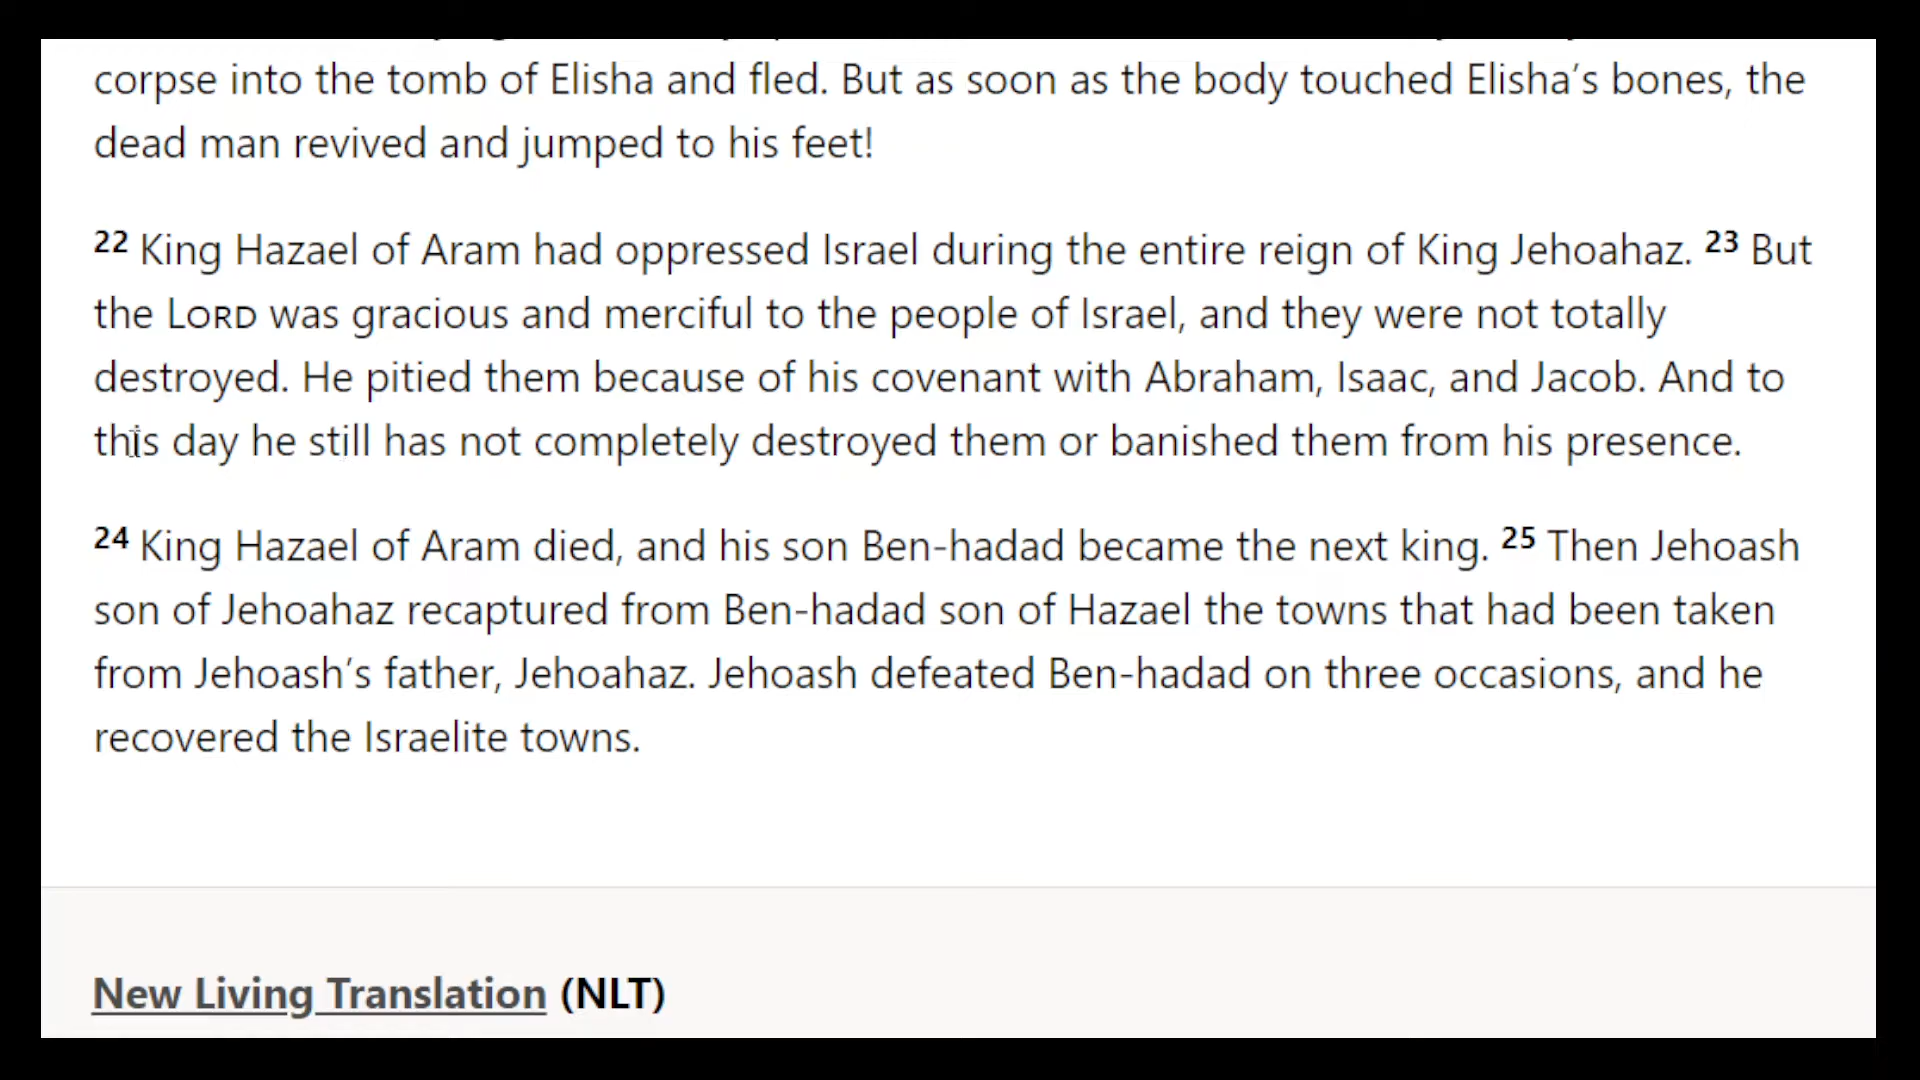 corpse into the tomb of Elisha and fled. But as soon as the body touched Elisha’s bones, the
dead man revived and jumped to his feet!
22 King Hazael of Aram had oppressed Israel during the entire reign of King Jehoahaz. 23 But
the LORD was gracious and merciful to the people of Israel, and they were not totally
destroyed. He pitied them because of his covenant with Abraham, Isaac, and Jacob. And to
this day he still has not completely destroyed them or banished them from his presence.
24 King Hazael of Aram died, and his son Ben-hadad became the next king. 25 Then Jehoash
son of Jehoahaz recaptured from Ben-hadad son of Hazael the towns that had been taken
from Jehoash’s father, Jehoahaz. Jehoash defeated Ben-hadad on three occasions, and he
recovered the Israelite towns.
New Living Translation (NLT)